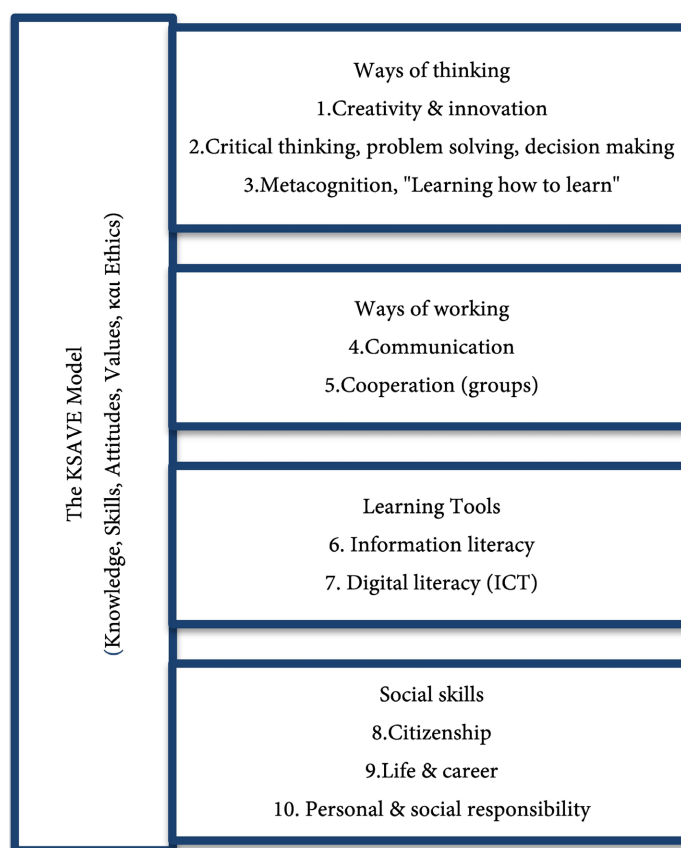 The KSAVE Model
(Knowledge, Skills, Attitudes, Values, και Ethics)
Ways of thinking
1.Creativity & innovation
2.Critical thinking, problem solving, decision making
3.Metacognition, "Learning how to learn"
Ways of working
4.Communication
5.Cooperation (groups)
Learning Tools
6. Information literacy
7. Digital literacy (ICT)
Social skills
8.Citizenship
9.Life & career
10. Personal & social responsibility